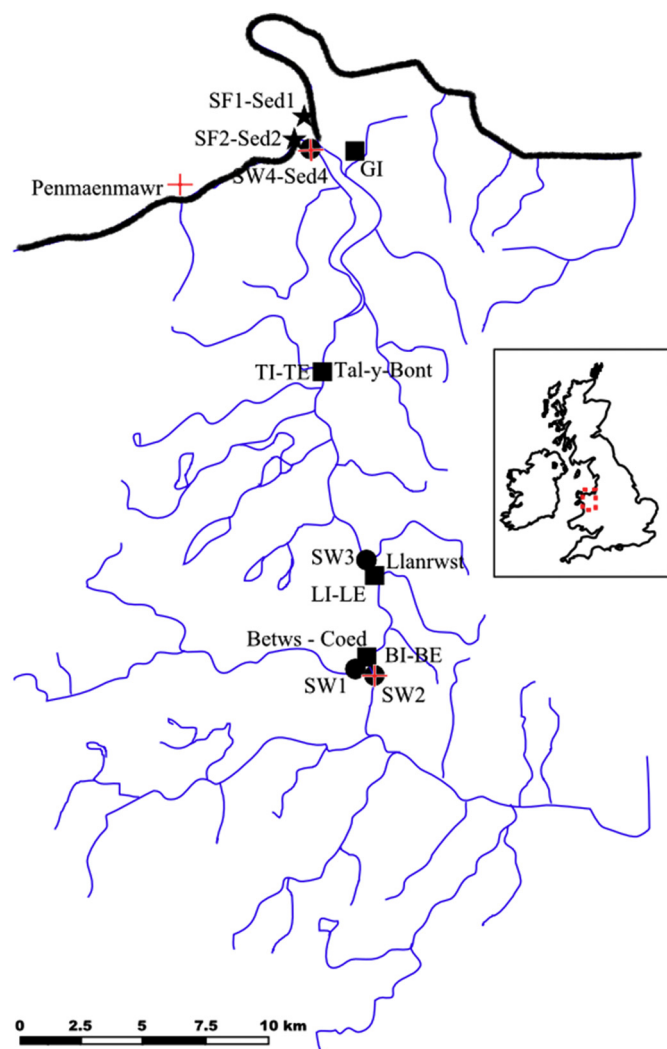 SF1-Sed1
SF2-Sed2
SW4-Sed4
GI
Penmaenmawr
TI-TE
Tal-y-Bont
SW3
Llanrwst
LI-LE
Betws - Coed
BI-BE
SW1
SW2
0 2.5 5 7.5 10 km